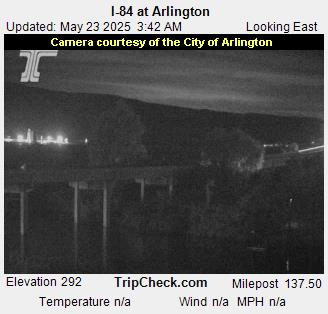 I-84 at Arlington
Updated: May 23 2025 3:42 AM Looking East
Camera courtesy of the City of Arlington
Elevation 292 TripCheck.com Milepost 137.50
Temperature n/a Wind n/a MPH n/a